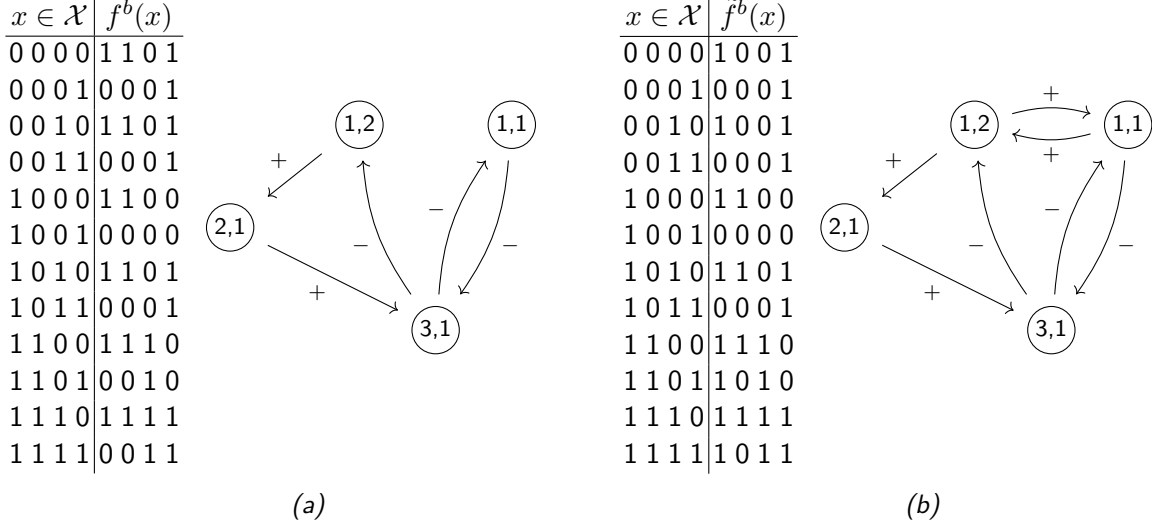 x ∈ 𝒳 f^b(x)
0 0 0 0 1 1 0 1
0 0 0 1 0 0 0 1
0 0 1 0 1 1 0 1
0 0 1 1 0 0 0 1
1 0 0 0 1 1 0 0
1 0 0 1 0 0 0 0
1 0 1 0 1 1 0 1
1 0 1 1 0 0 0 1
1 1 0 0 1 1 1 0
1 1 0 1 0 0 1 0
1 1 1 0 1 1 1 1
1 1 1 1 0 0 1 1
1,2 1,1
+
2,1
− − −
+
3,1
(a)
x ∈ 𝒳 f̃^b(x)
0 0 0 0 1 0 0 1
0 0 0 1 0 0 0 1
0 0 1 0 1 0 0 1
0 0 1 1 0 0 0 1
1 0 0 0 1 1 0 0
1 0 0 1 0 0 0 0
1 0 1 0 1 1 0 1
1 0 1 1 0 0 0 1
1 1 0 0 1 1 1 0
1 1 0 1 1 0 1 0
1 1 1 0 1 1 1 1
1 1 1 1 1 0 1 1
+
1,2 1,1
+
+
2,1
− − −
+
3,1
(b)